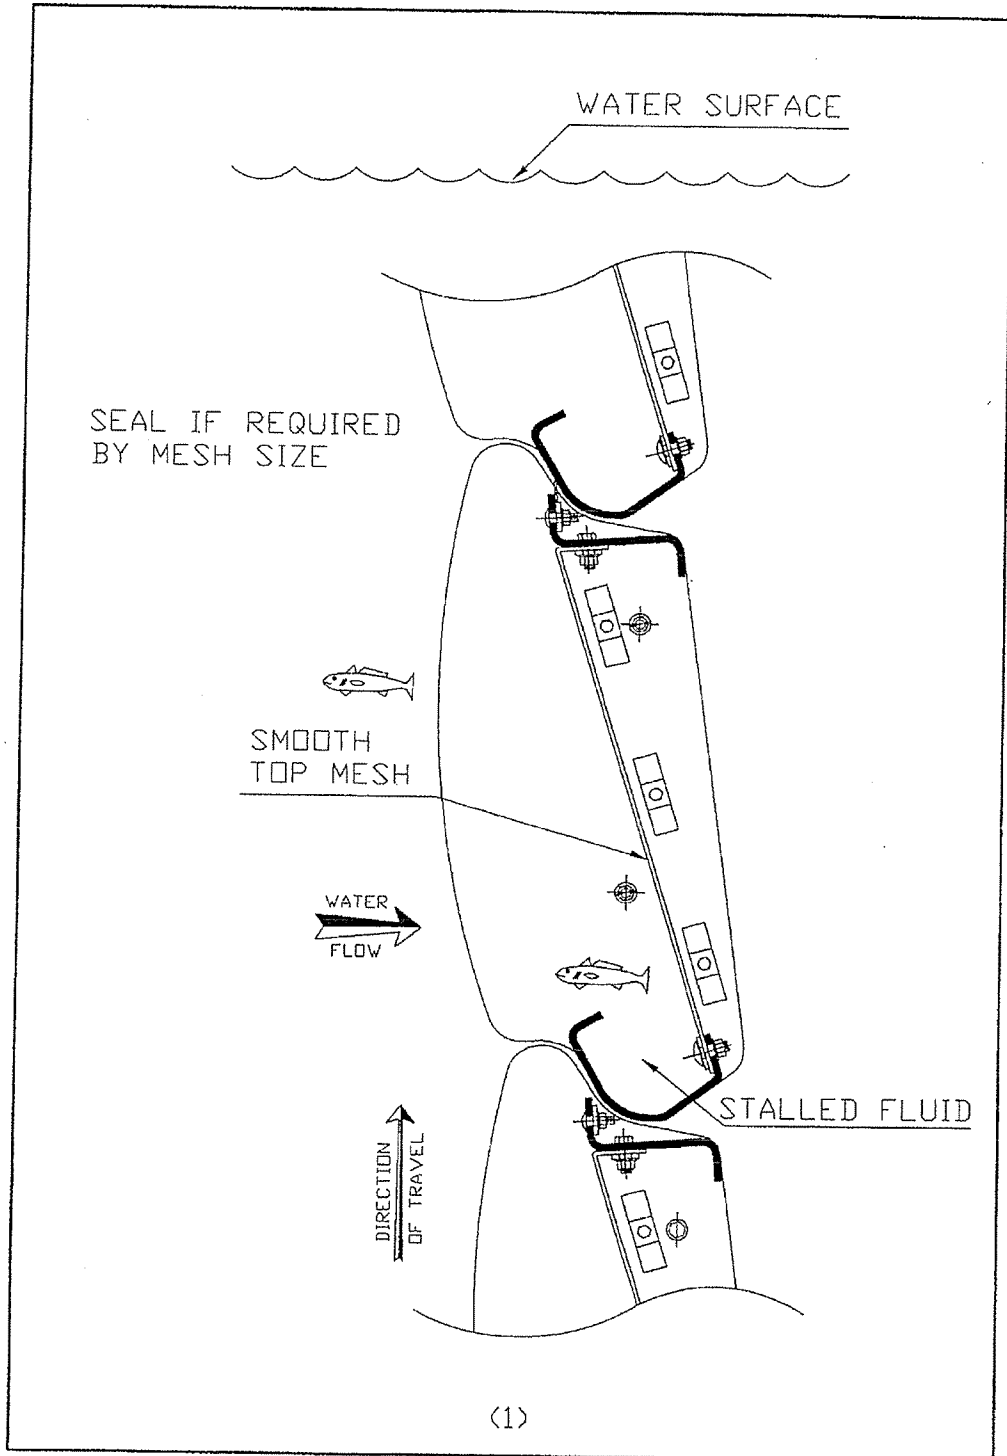 WATER SURFACE
SEAL IF REQUIRED
BY MESH SIZE
SMOOTH
TOP MESH
WATER
FLOW
STALLED FLUID
DIRECTION
OF TRAVEL
(1)